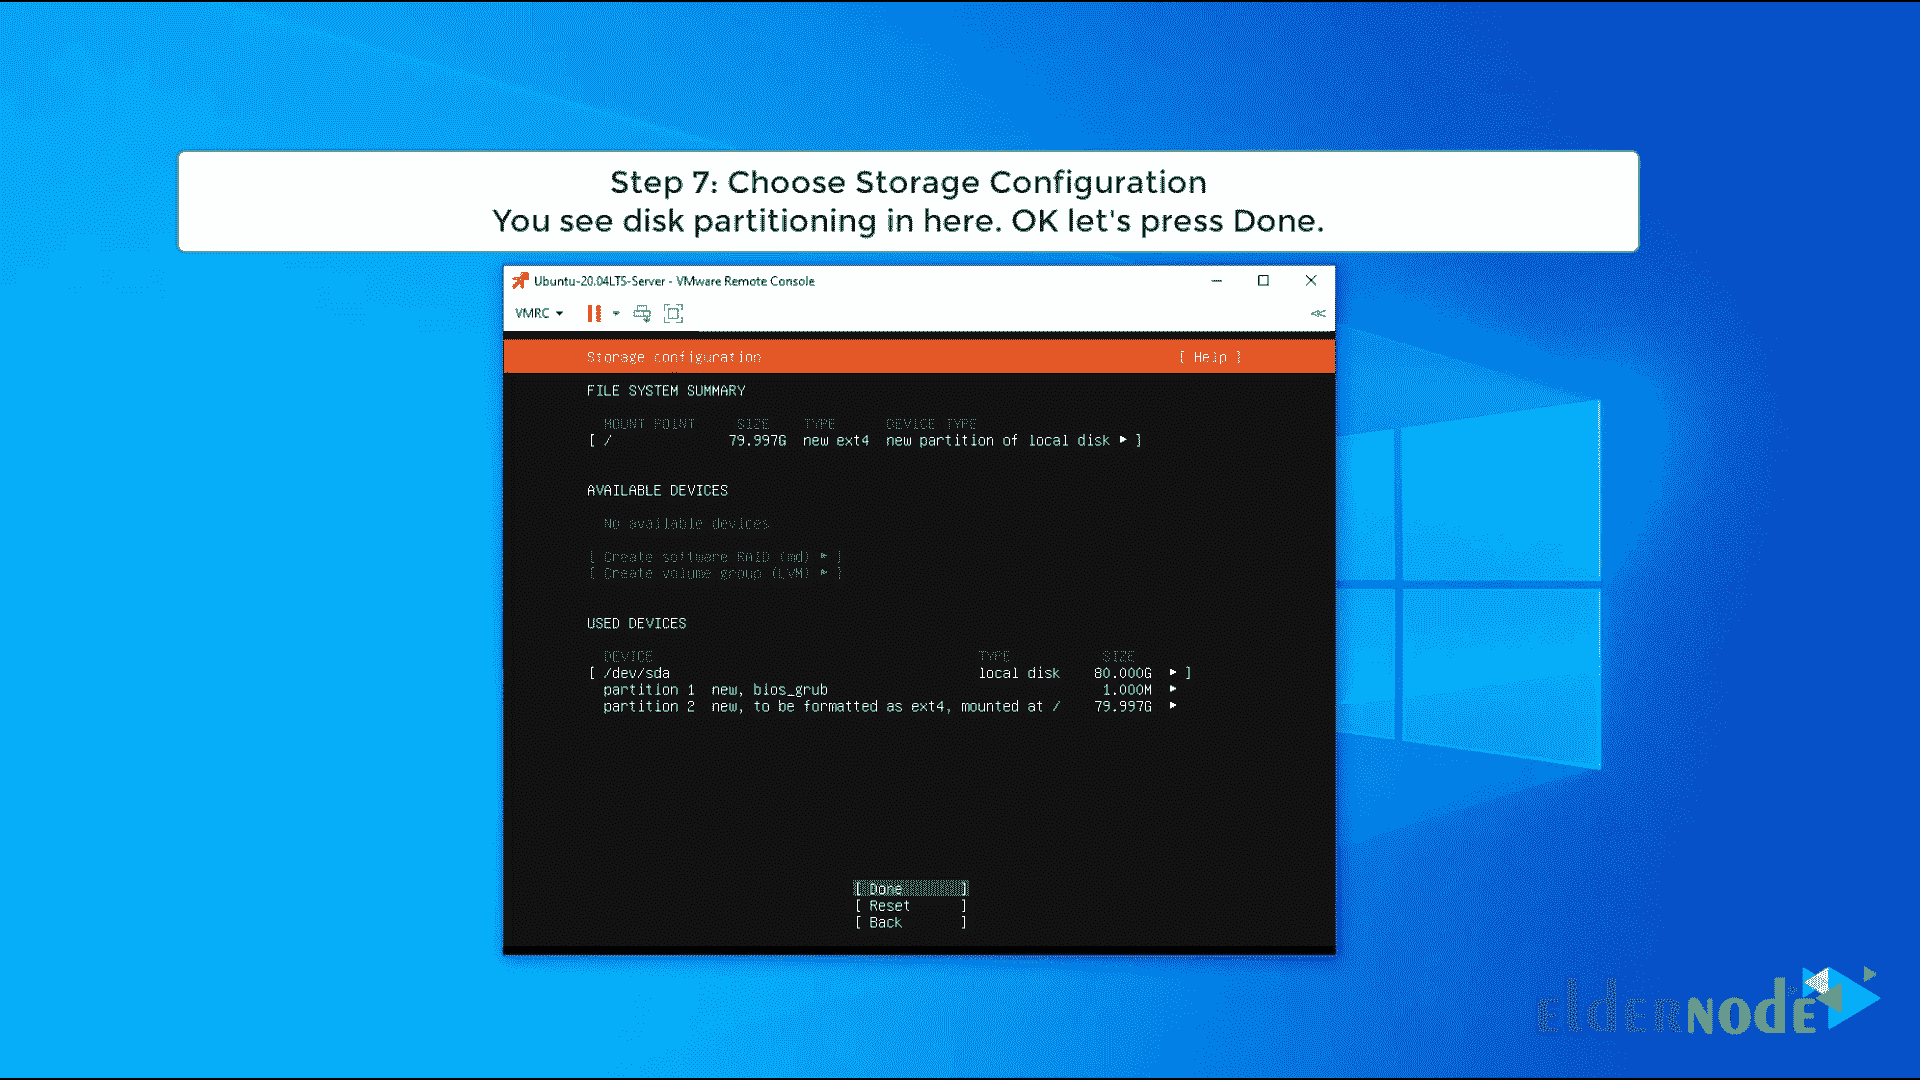 Step 7: Choose Storage Configuration
You see disk partitioning in here. OK let's press Done.
Ubuntu-20.04LTS-Server - VMware Remote Console
VMRC
Storage configuration [ Help ]
FILE SYSTEM SUMMARY
MOUNT POINT SIZE TYPE DEVICE TYPE
[ / 79.997G new ext4 new partition of local disk ▸ ]
AVAILABLE DEVICES
No available devices
[ Create software RAID (md) ▸ ]
[ Create volume group (LVM) ▸ ]
USED DEVICES
DEVICE TYPE SIZE
[ /dev/sda local disk 80.000G ▸ ]
partition 1 new, bios_grub 1.000M ▸
partition 2 new, to be formatted as ext4, mounted at / 79.997G ▸
[ Done ]
[ Reset ]
[ Back ]
elderNode